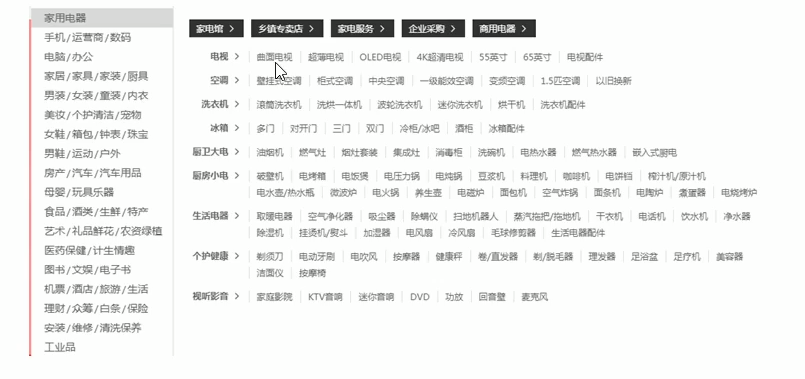 家用电器
手机/运营商/数码
电脑/办公
家居/家具/家装/厨具
男装/女装/童装/内衣
美妆/个护清洁/宠物
女鞋/箱包/钟表/珠宝
男鞋/运动/户外
房产/汽车/汽车用品
母婴/玩具乐器
食品/酒类/生鲜/特产
艺术/礼品鲜花/农资绿植
医药保健/计生情趣
图书/文娱/电子书
机票/酒店/旅游/生活
理财/众筹/白条/保险
安装/维修/清洗保养
工业品
家电馆 > 乡镇专卖店 > 家电服务 > 企业采购 > 商用电器 >
电视 > 曲面电视 超薄电视 OLED电视 4K超清电视 55英寸 65英寸 电视配件
空调 > 壁挂式空调 柜式空调 中央空调 一级能效空调 变频空调 1.5匹空调 以旧换新
洗衣机 > 滚筒洗衣机 洗烘一体机 波轮洗衣机 迷你洗衣机 烘干机 洗衣机配件
冰箱 > 多门 对开门 三门 双门 冷柜/冰吧 酒柜 冰箱配件
厨卫大电 > 油烟机 燃气灶 烟灶套装 集成灶 消毒柜 洗碗机 电热水器 燃气热水器 嵌入式厨电
厨房小电 > 破壁机 电烤箱 电饭煲 电压力锅 电炖锅 豆浆机 料理机 咖啡机 电饼铛 榨汁机/原汁机
电水壶/热水瓶 微波炉 电火锅 养生壶 电磁炉 面包机 空气炸锅 面条机 电陶炉 煮蛋器 电烧烤炉
生活电器 > 取暖电器 空气净化器 吸尘器 除螨仪 扫地机器人 蒸汽拖把/拖地机 干衣机 电话机 饮水机 净水器
除湿机 挂烫机/熨斗 加湿器 电风扇 冷风扇 毛球修剪器 生活电器配件
个护健康 > 剃须刀 电动牙刷 电吹风 按摩器 健康秤 卷/直发器 剃/脱毛器 理发器 足浴盆 足疗机 美容器
洁面仪 按摩椅
视听影音 > 家庭影院 KTV音响 迷你音响 DVD 功放 回音壁 麦克风